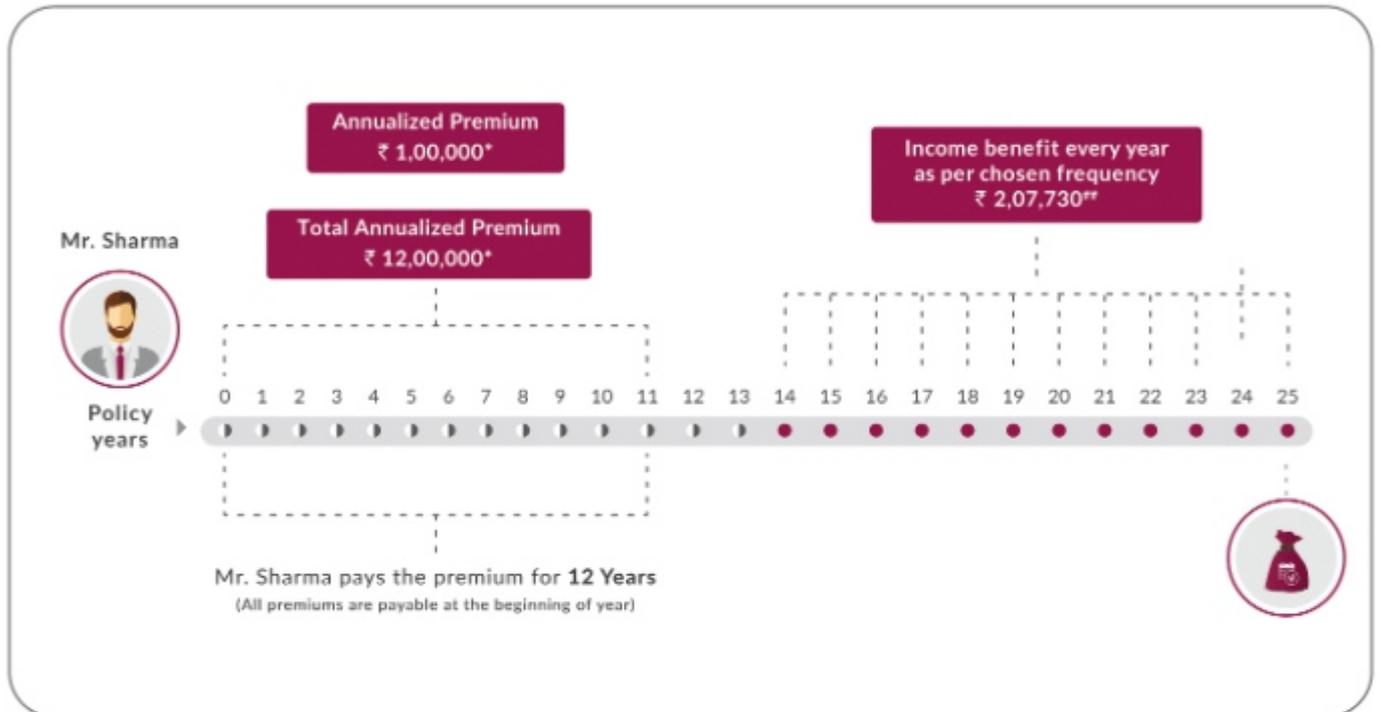 Annualized Premium
₹ 1,00,000*
Income benefit every year
as per chosen frequency
₹ 2,07,730##
Total Annualized Premium
₹ 12,00,000*
Mr. Sharma
0 1 2 3 4 5 6 7 8 9 10 11 12 13 14 15 16 17 18 19 20 21 22 23 24 25
Policy
years
Mr. Sharma pays the premium for 12 Years
(All premiums are payable at the beginning of year)